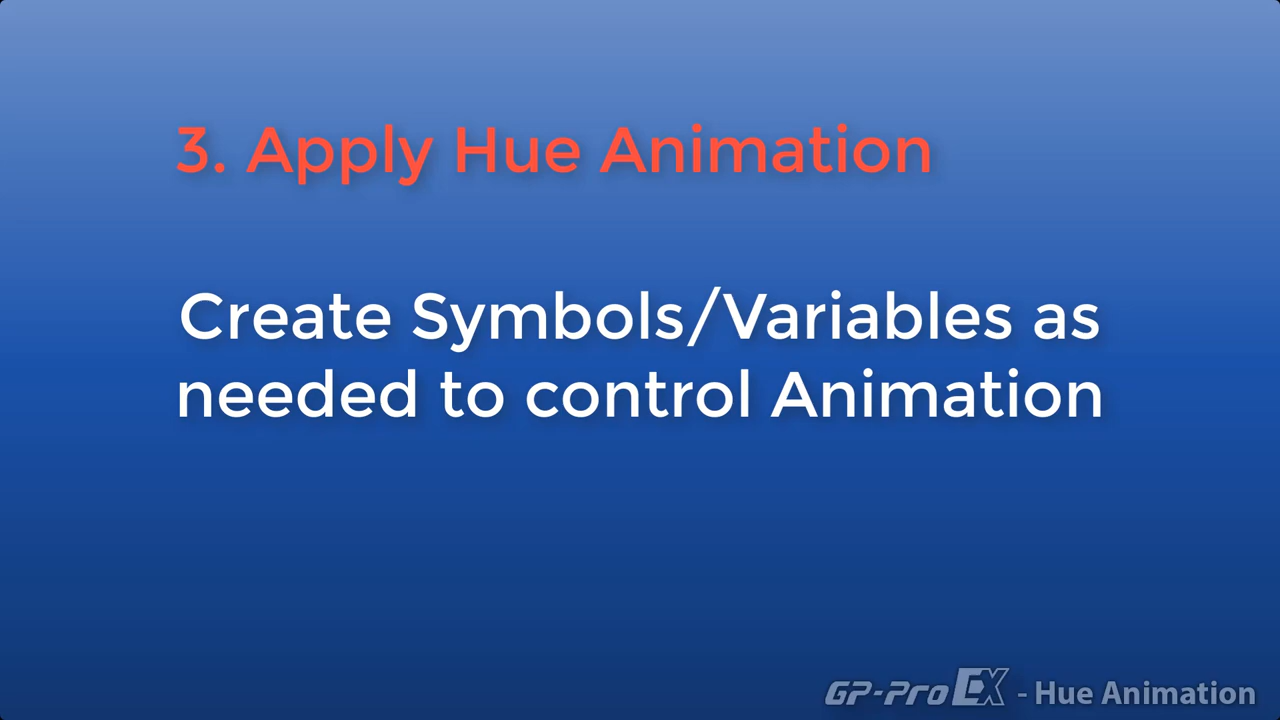 3. Apply Hue Animation
Create Symbols/Variables as
needed to control Animation
GP-Pro EX - Hue Animation